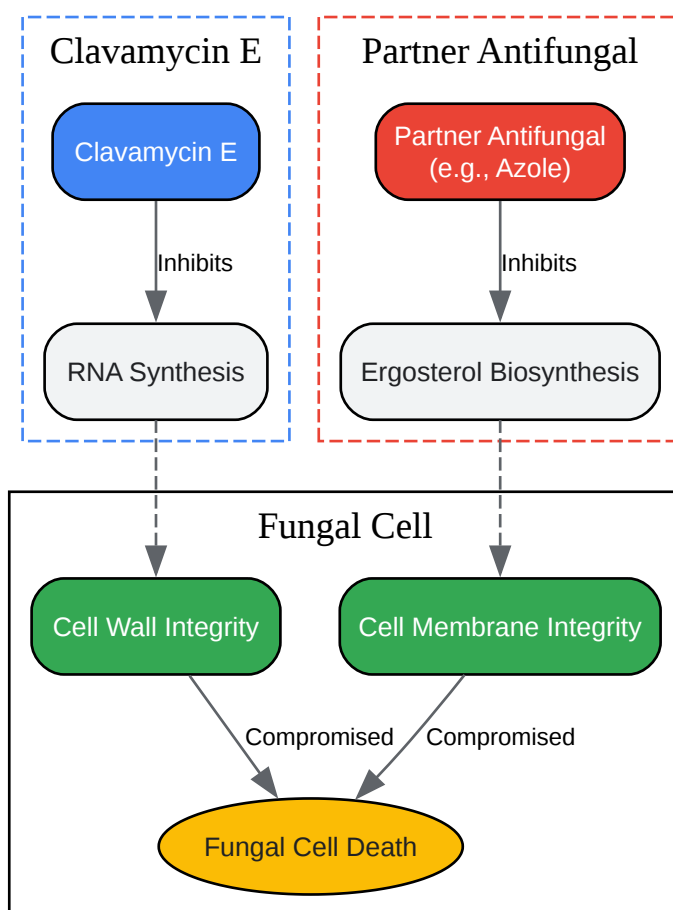 Clavamycin E
Partner Antifungal
Clavamycin E
Partner Antifungal
(e.g., Azole)
Inhibits
Inhibits
RNA Synthesis
Ergosterol Biosynthesis
Fungal Cell
Cell Wall Integrity
Cell Membrane Integrity
Compromised
Compromised
Fungal Cell Death